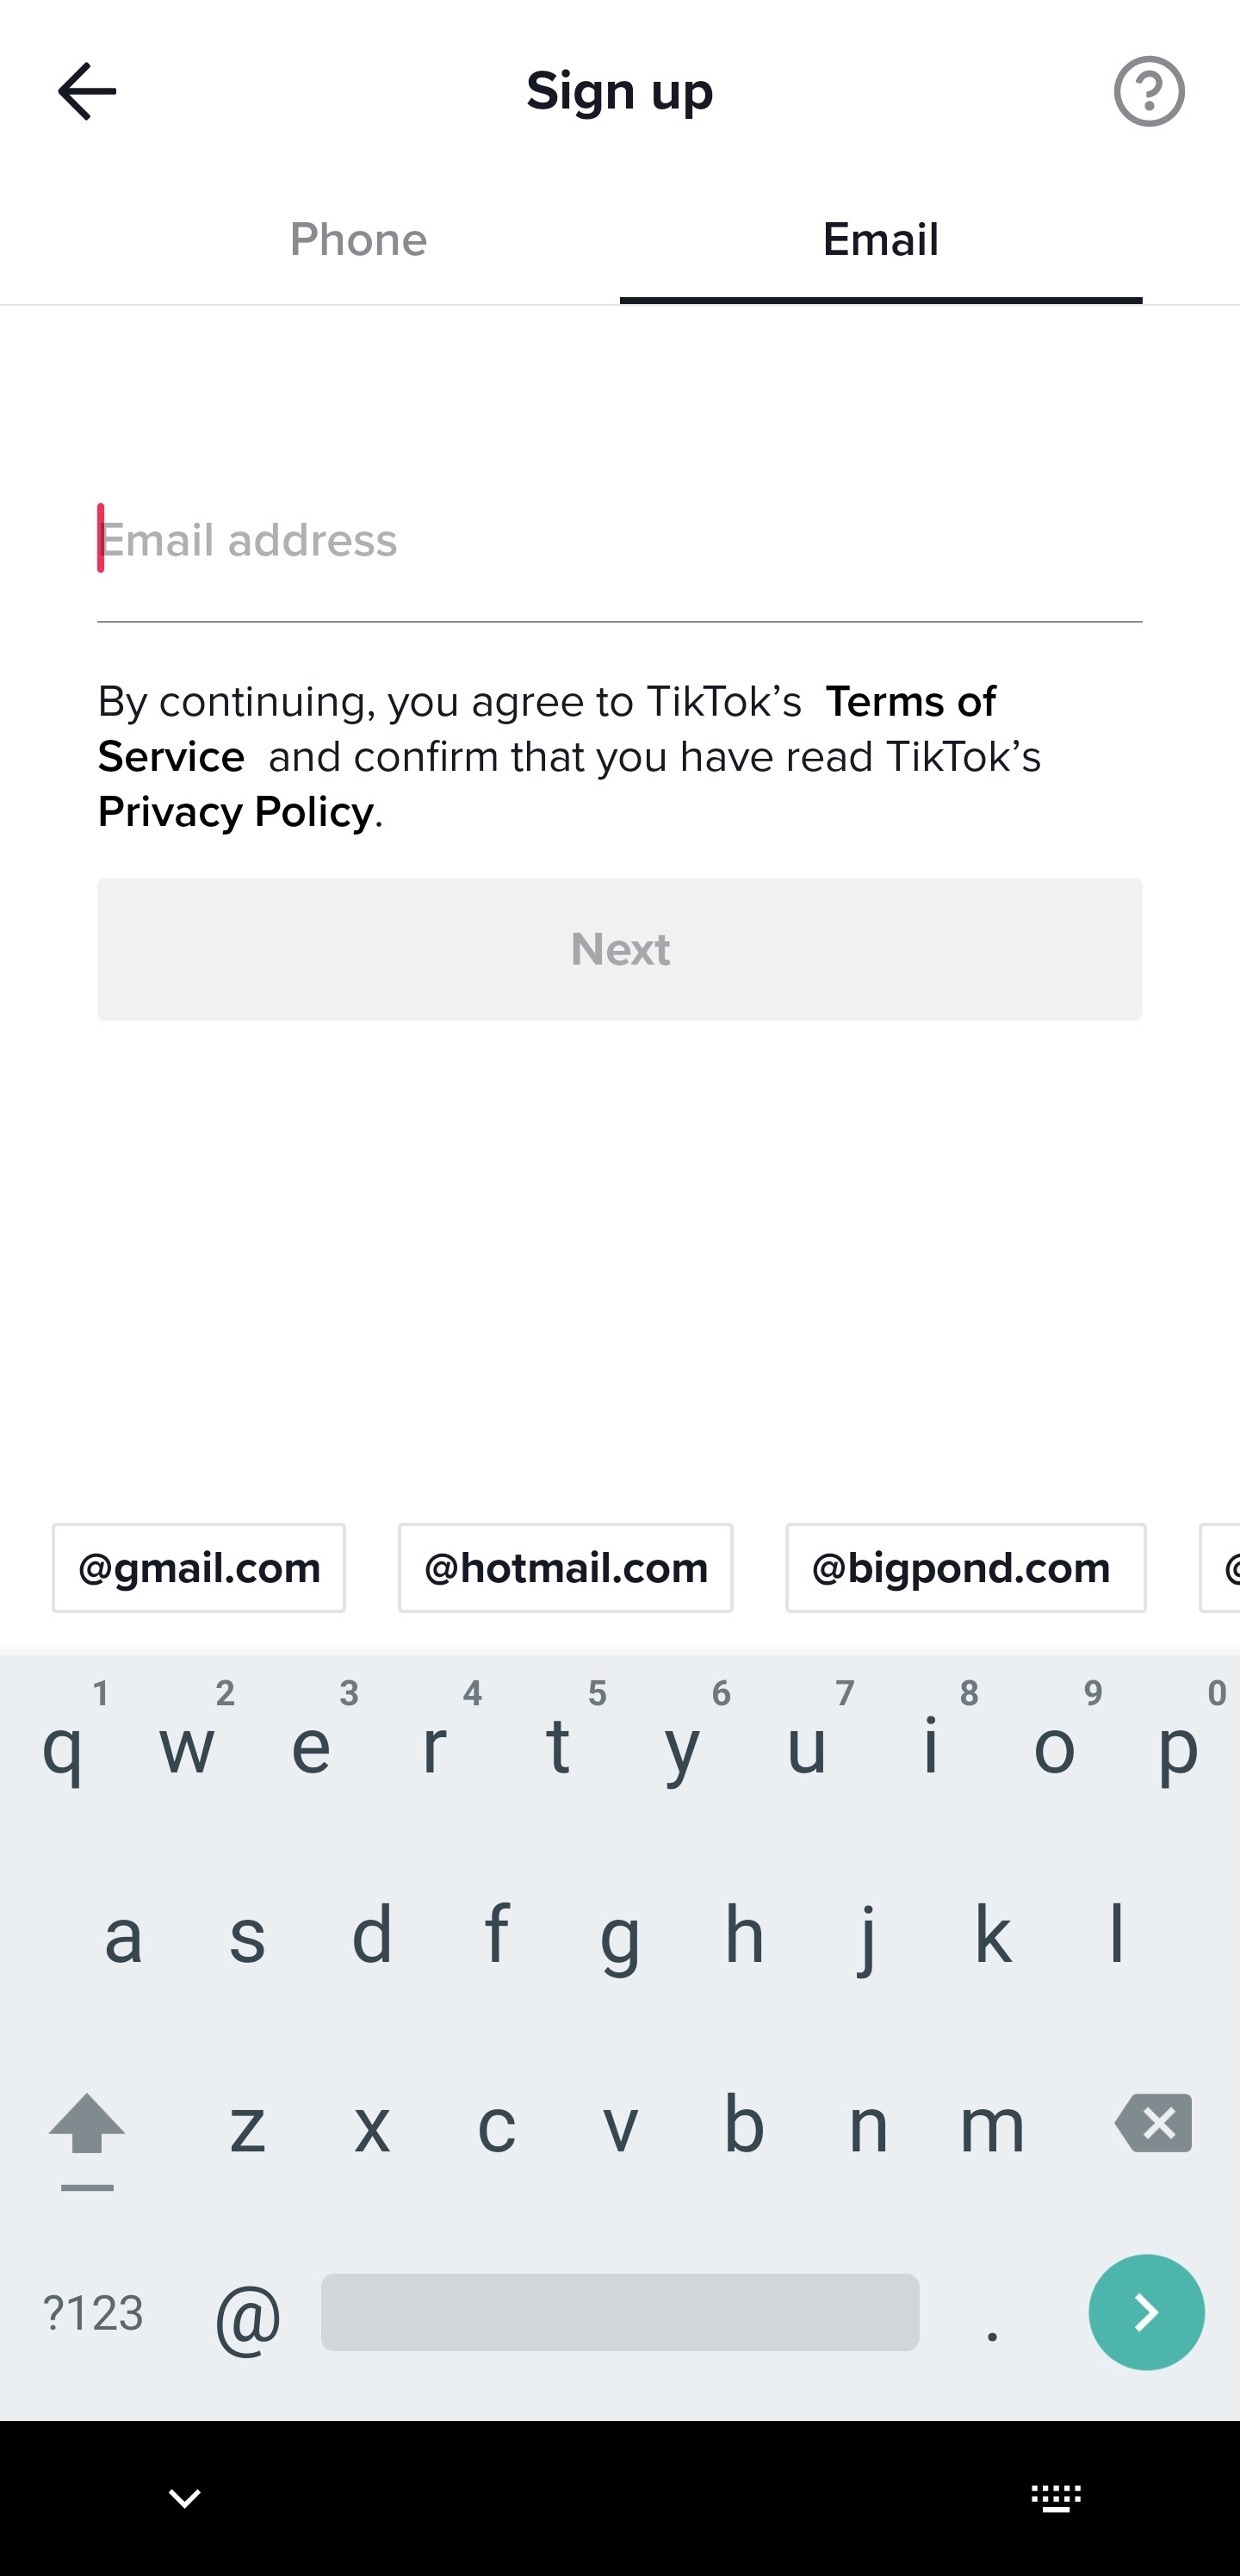 Sign up
Phone Email
Email address
By continuing, you agree to TikTok’s Terms of
Service and confirm that you have read TikTok’s
Privacy Policy.
Next
@gmail.com @hotmail.com @bigpond.com @
1 2 3 4 5 6 7 8 9 0
q w e r t y u i o p
a s d f g h j k l
z x c v b n m
?123 @ .